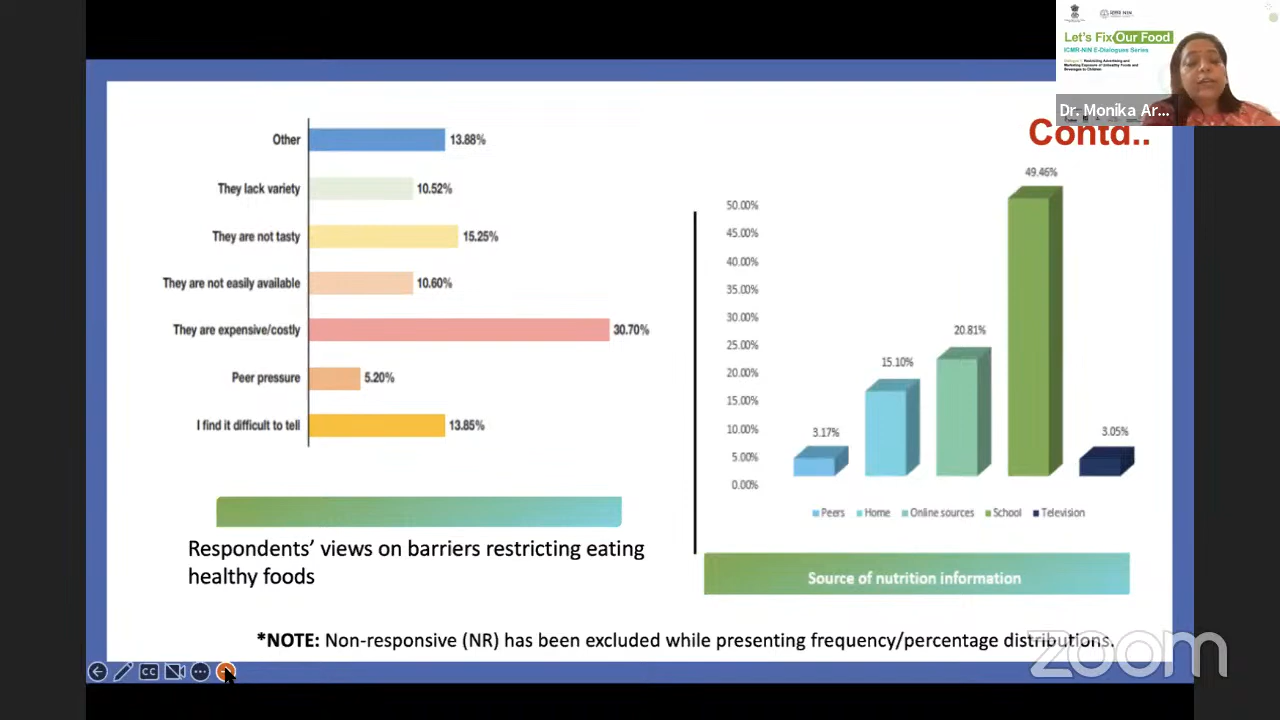 Let's Fix Our Food
ICMR-NIN E-Dialogues Series
Dr. Monika Ar...
Contd..
Other 13.88%
They lack variety 10.52%
They are not tasty 15.25%
They are not easily available 10.60%
They are expensive/costly 30.70%
Peer pressure 5.20%
I find it difficult to tell 13.85%
Respondents' views on barriers restricting eating
healthy foods
49.46%
50.00%
45.00%
40.00%
35.00%
30.00%
25.00%
20.00%
15.00%
10.00%
5.00%
0.00%
20.81%
15.10%
3.17%
3.05%
Peers Home Online sources School Television
Source of nutrition information
*NOTE: Non-responsive (NR) has been excluded while presenting frequency/percentage distributions.
CC
zoom